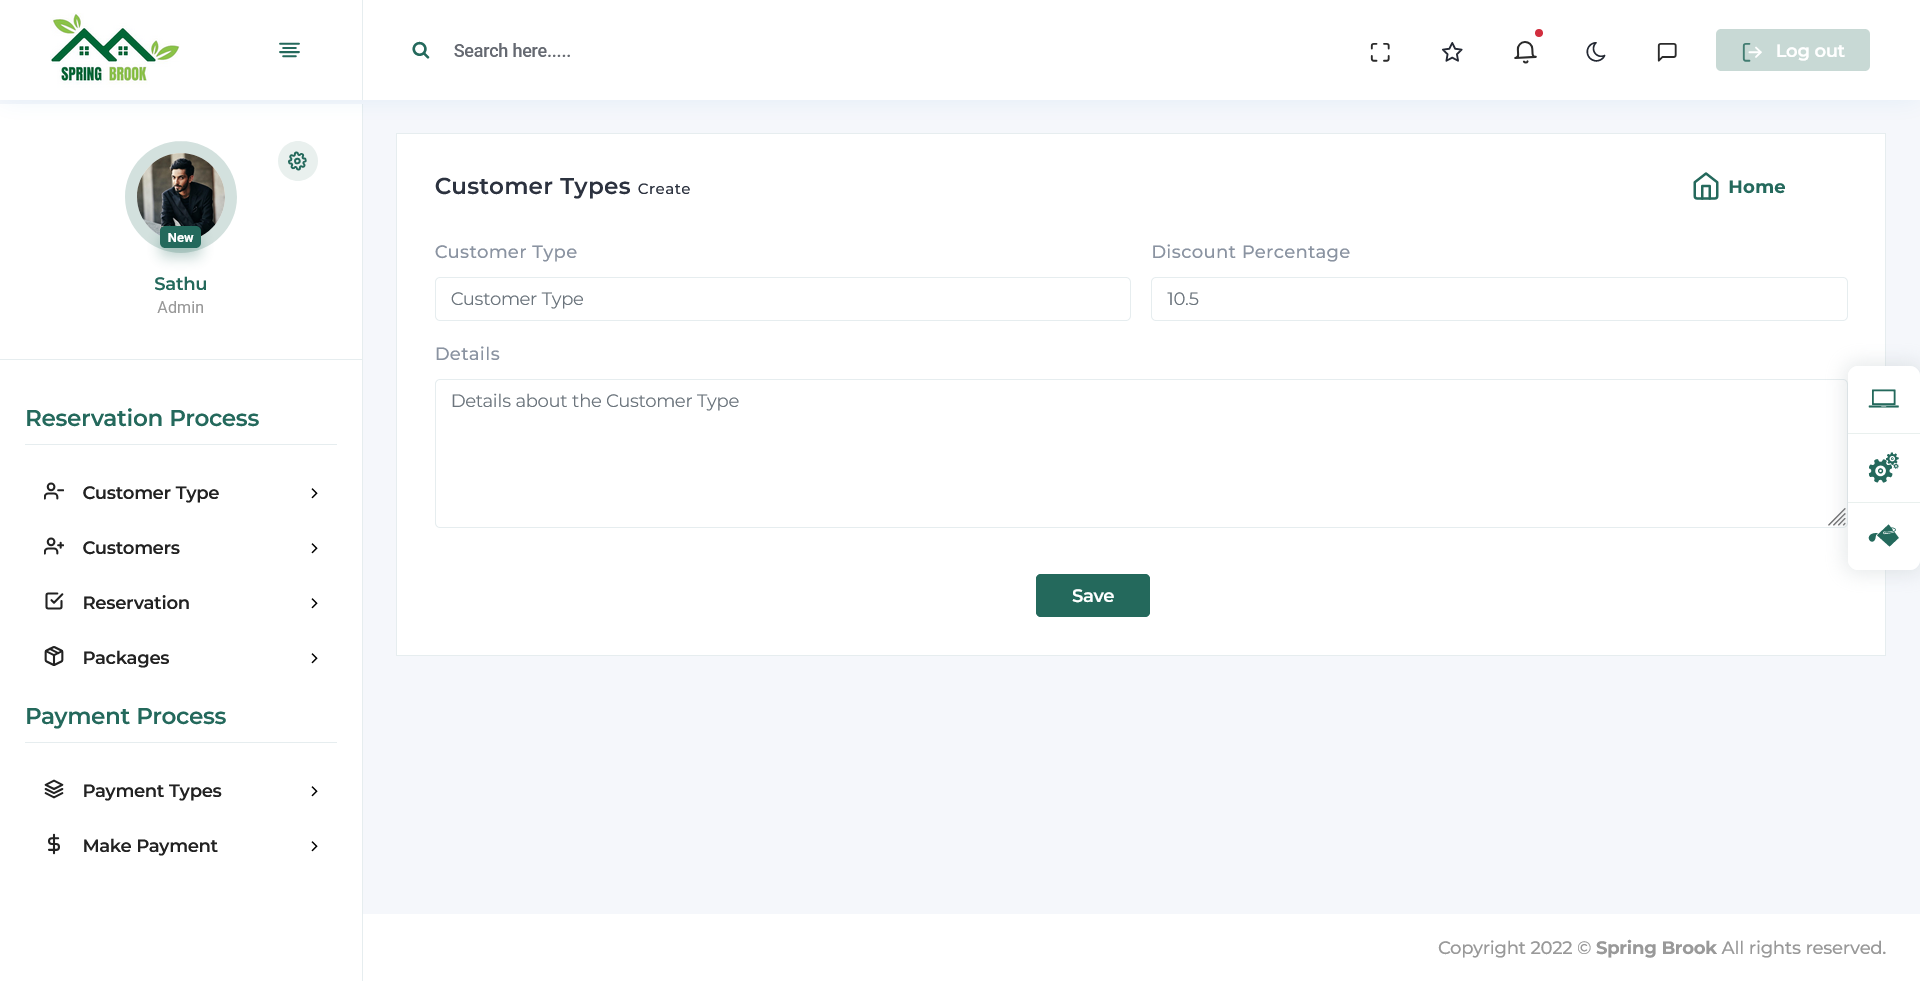 SPRING BROOK
Search here.....
Log out
New
Sathu
Admin
Reservation Process
Customer Type
Customers
Reservation
Packages
Payment Process
Payment Types
Make Payment
Customer Types Create
Home
Customer Type
Discount Percentage
Customer Type
10.5
Details
Details about the Customer Type
Save
Copyright 2022 © Spring Brook All rights reserved.